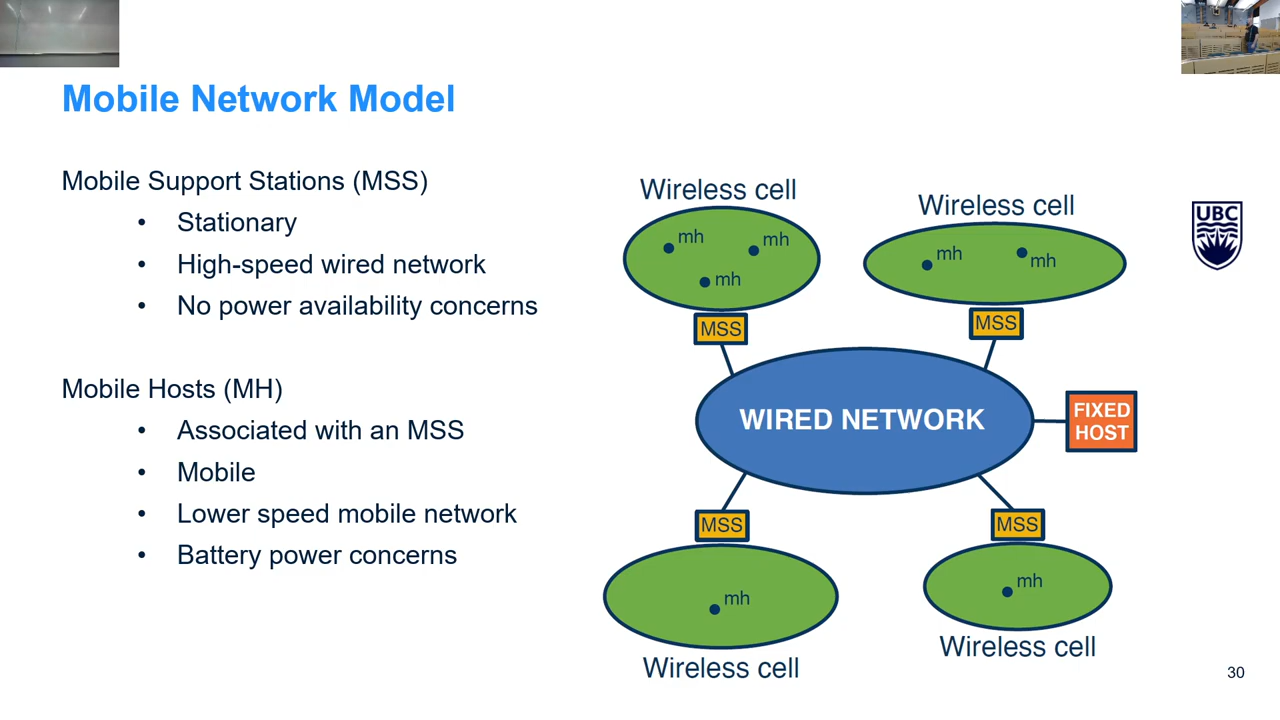 Mobile Network Model
Mobile Support Stations (MSS)
• Stationary
• High-speed wired network
• No power availability concerns
Mobile Hosts (MH)
• Associated with an MSS
• Mobile
• Lower speed mobile network
• Battery power concerns
Wireless cell
mh
mh
mh
MSS
Wireless cell
mh
mh
MSS
UBC
WIRED NETWORK
FIXED
HOST
MSS
mh
Wireless cell
MSS
mh
Wireless cell
30